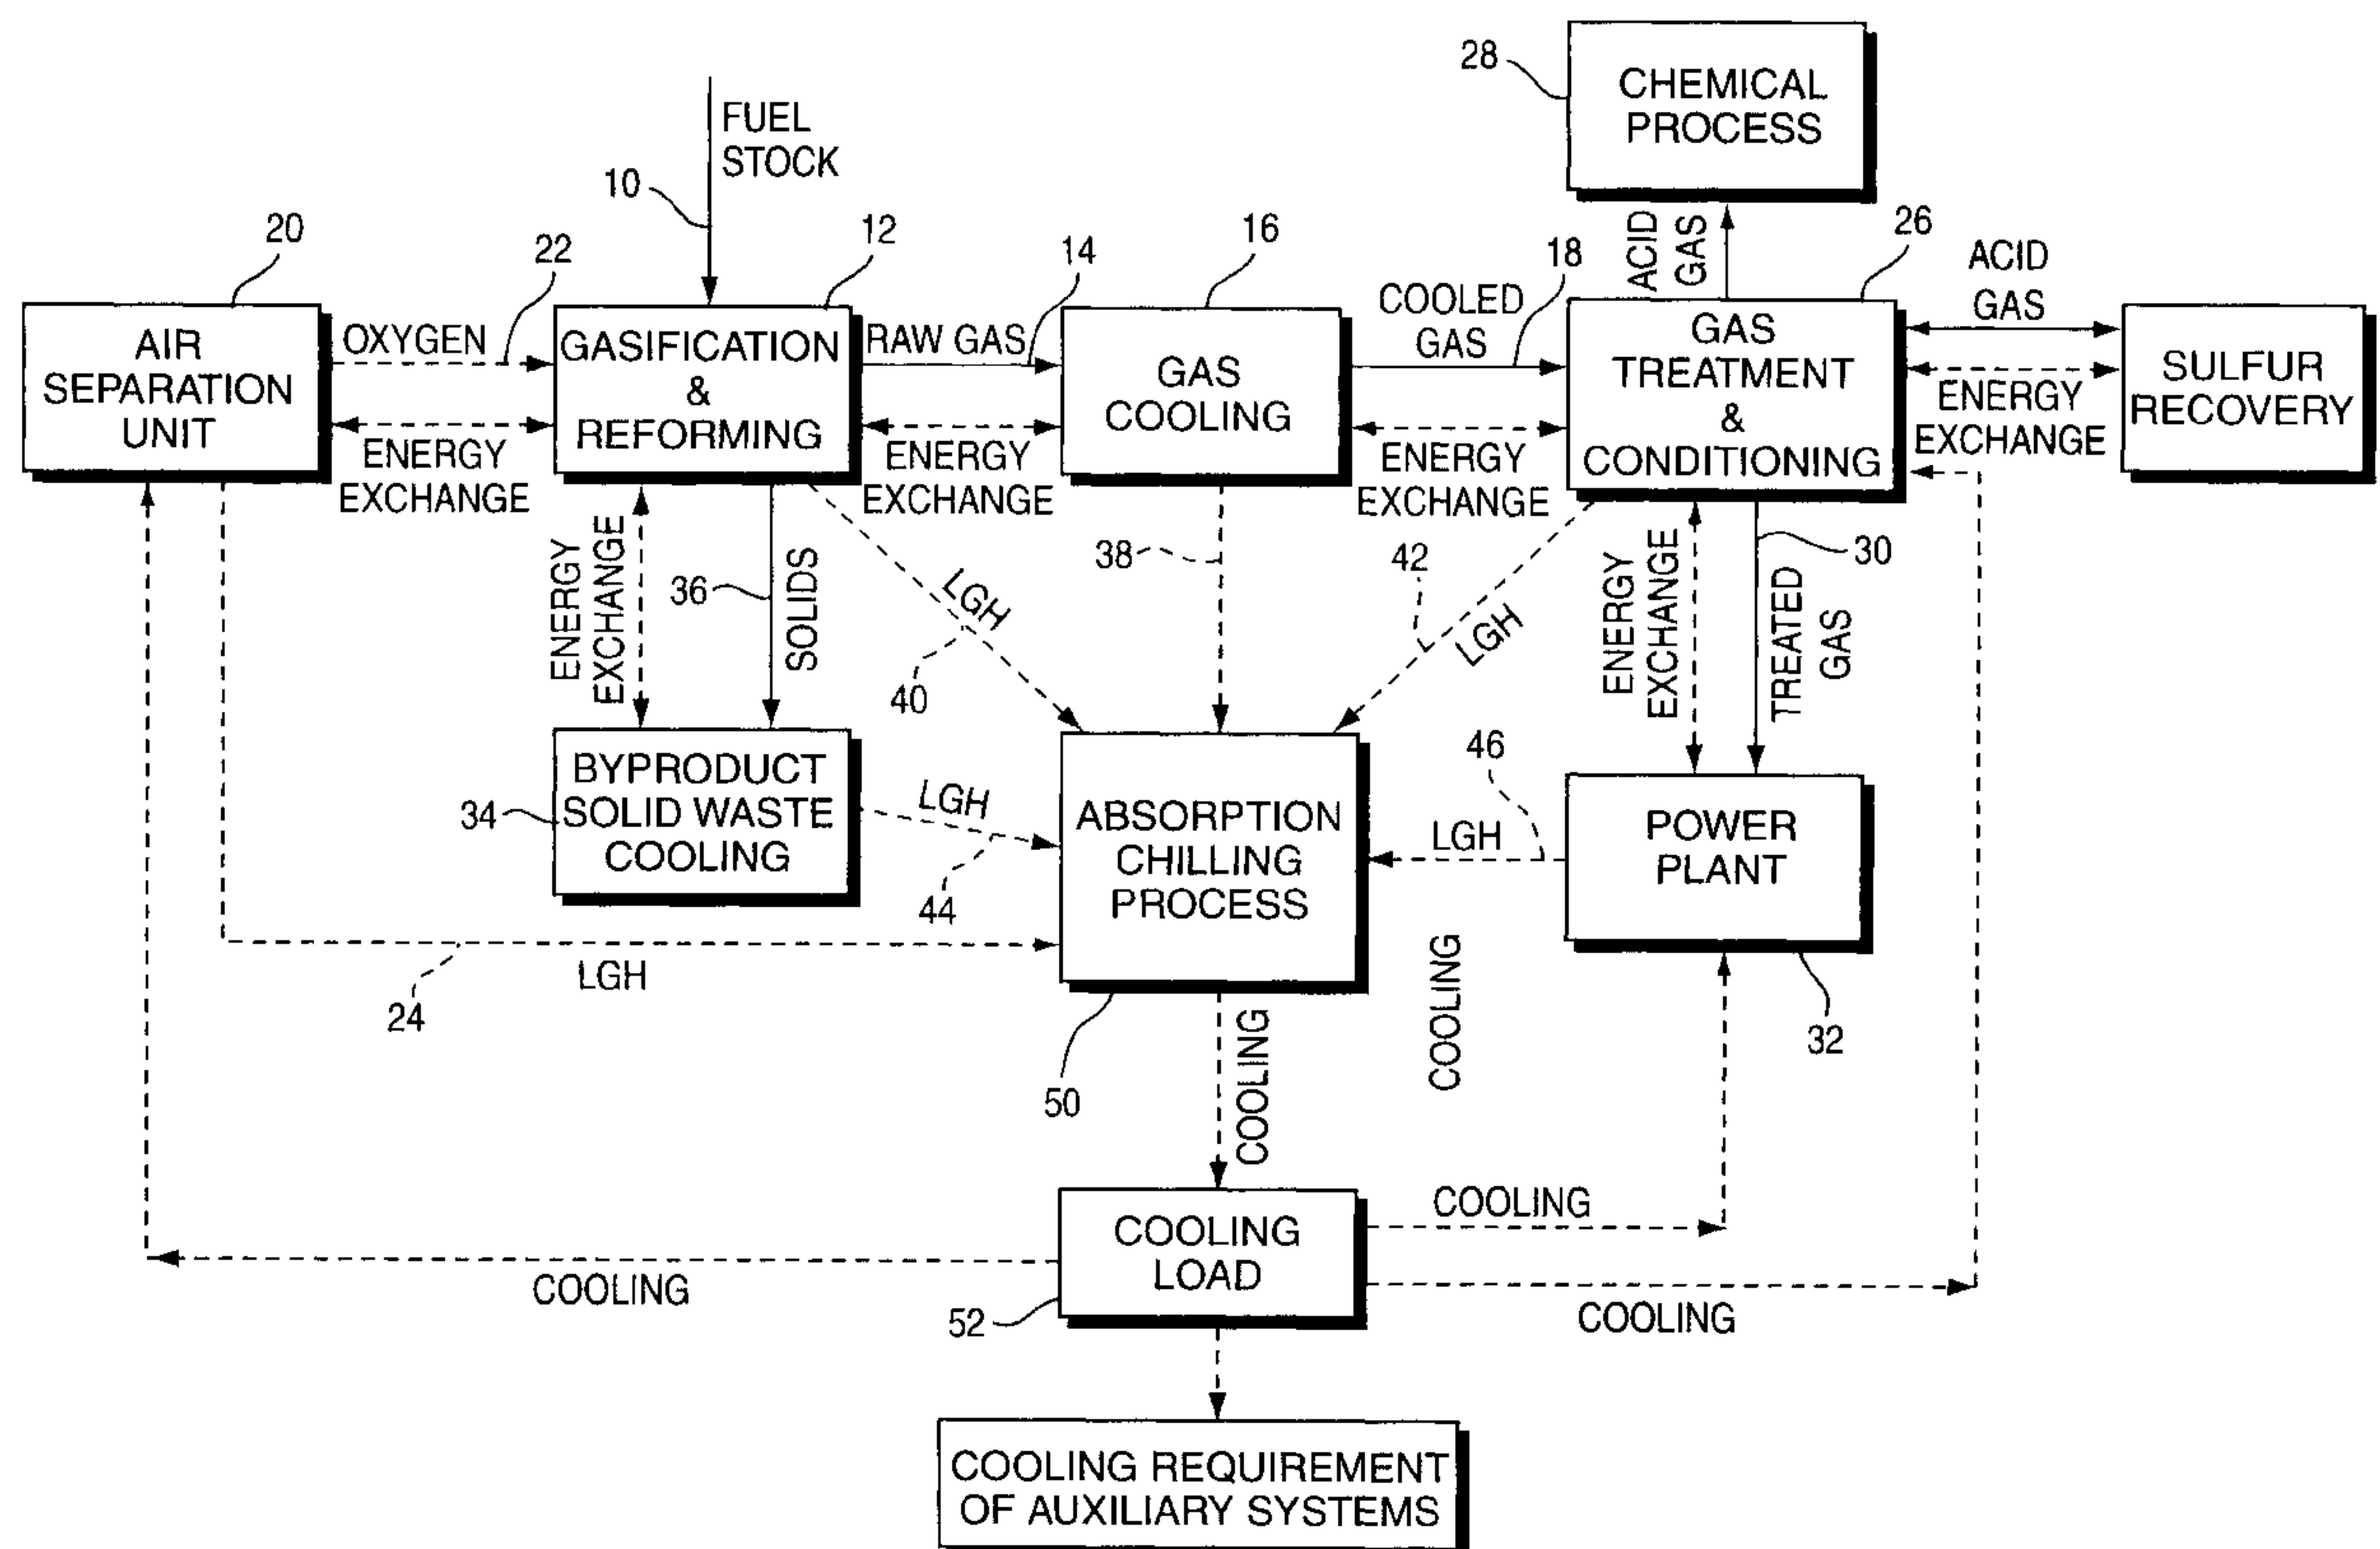 28
CHEMICAL
PROCESS
FUEL
STOCK
10
20
22
12
14
16
18
26
ACID
GAS
ACID
GAS
AIR
SEPARATION
UNIT
OXYGEN
ENERGY
EXCHANGE
GASIFICATION
&
REFORMING
RAW GAS
ENERGY
EXCHANGE
GAS
COOLING
COOLED
GAS
ENERGY
EXCHANGE
GAS
TREATMENT
&
CONDITIONING
ENERGY
EXCHANGE
SULFUR
RECOVERY
ENERGY
EXCHANGE
36
SOLIDS
LGH
40
38
42
LGH
ENERGY
EXCHANGE
30
TREATED
GAS
34
BYPRODUCT
SOLID WASTE
COOLING
LGH
44
ABSORPTION
CHILLING
PROCESS
46
LGH
POWER
PLANT
24
LGH
50
COOLING
COOLING
32
COOLING
COOLING
LOAD
52
COOLING
COOLING
COOLING REQUIREMENT
OF AUXILIARY SYSTEMS